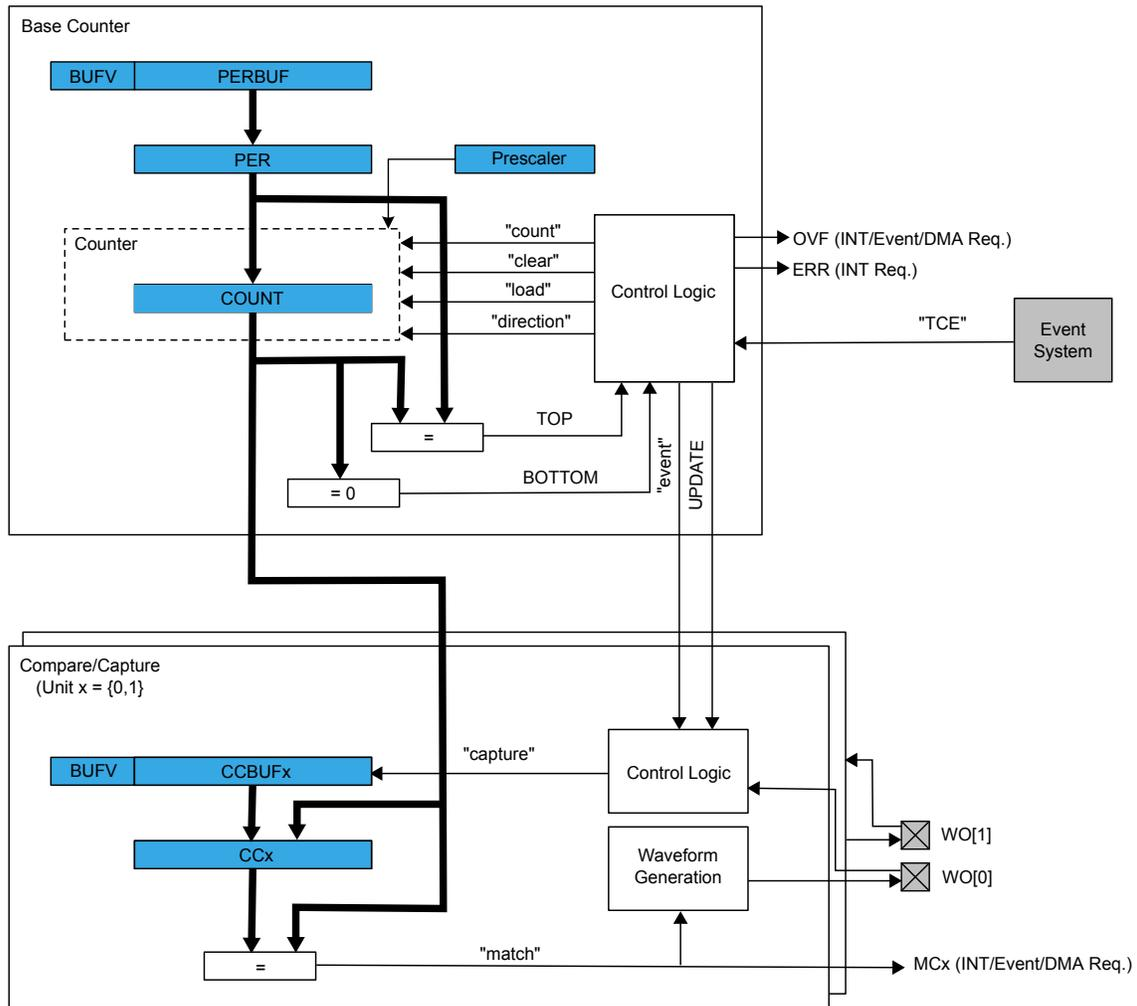 Base Counter
BUFV
PERBUF
PER
Prescaler
Counter
COUNT
"count"
"clear"
"load"
"direction"
Control Logic
OVF (INT/Event/DMA Req.)
ERR (INT Req.)
"TCE"
Event
System
=
TOP
= 0
BOTTOM
"event"
UPDATE
Compare/Capture
(Unit x = {0,1}
BUFV
CCBUFx
"capture"
Control Logic
CCx
Waveform
Generation
WO[1]
WO[0]
=
"match"
MCx (INT/Event/DMA Req.)